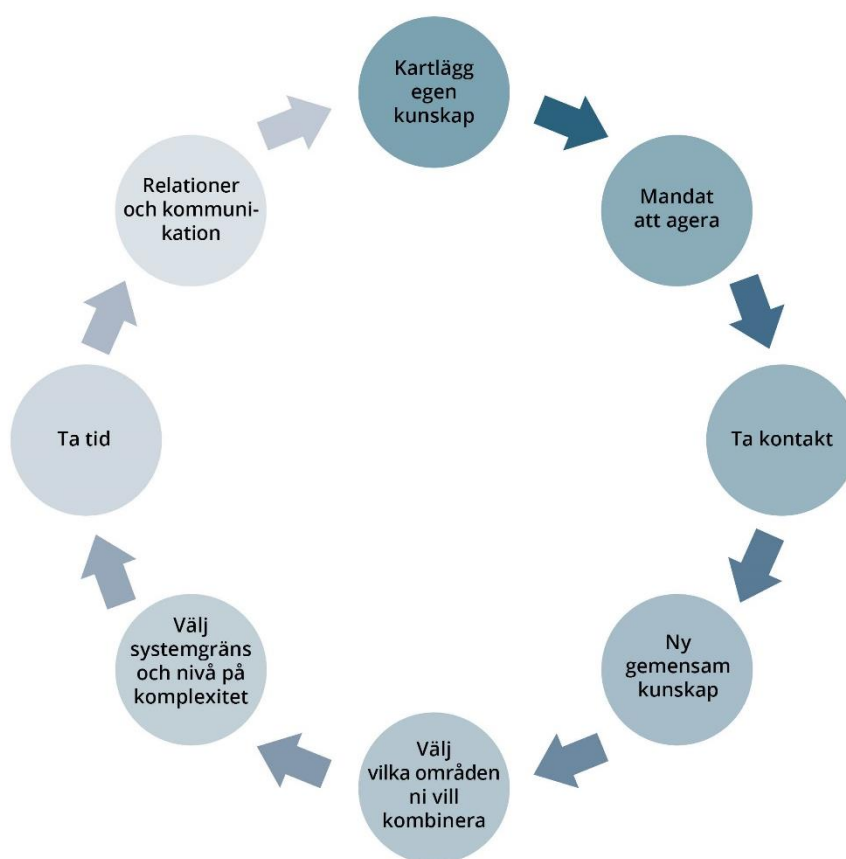 Kartlägg
egen
kunskap
Mandat
att agera
Ta kontakt
Ny
gemensam
kunskap
Välj
vilka områden
ni vill
kombinera
Välj
systemgräns
och nivå på
komplexitet
Ta tid
Relationer
och kommuni-
kation